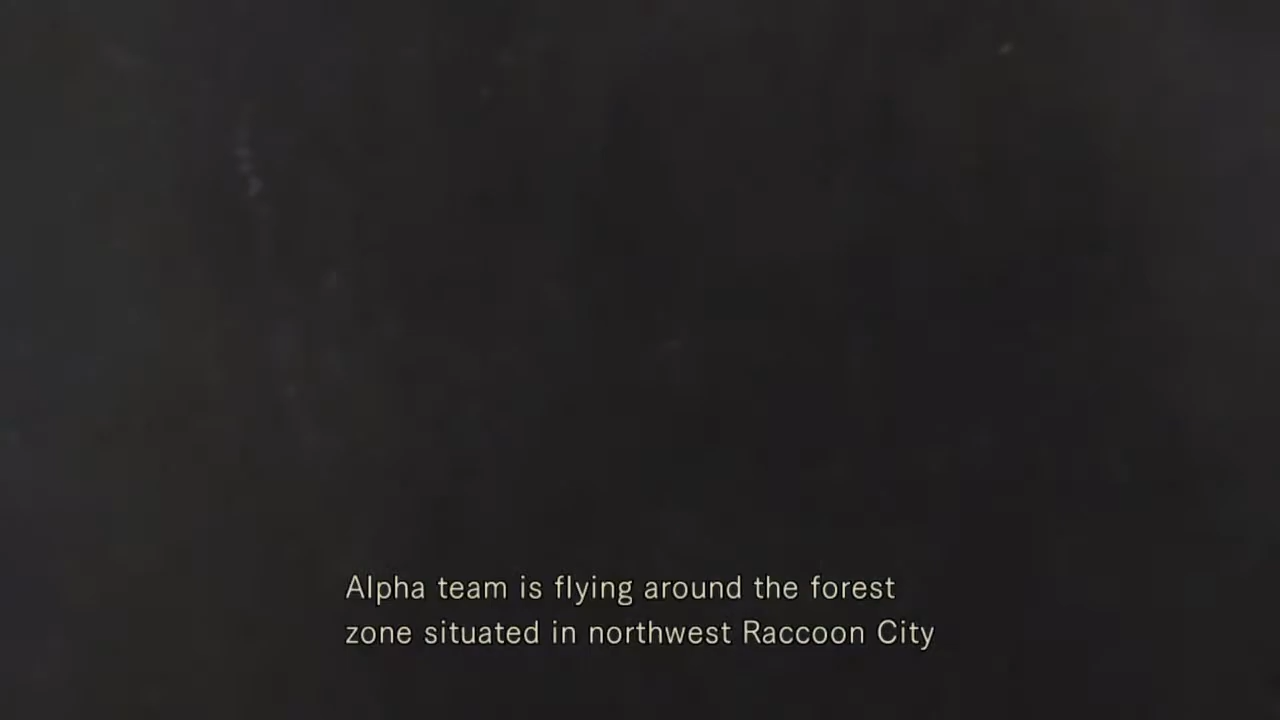 Alpha team is flying around the forest
zone situated in northwest Raccoon City